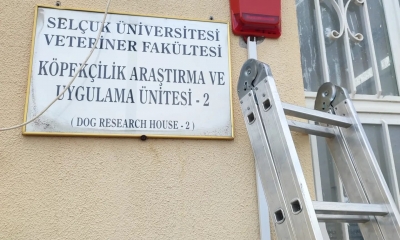 SELÇUK ÜNİVERSİTESİ
VETERİNER FAKÜLTESİ
KÖPEKÇİLİK ARAŞTIRMA VE
UYGULAMA ÜNİTESİ - 2
( DOG RESEARCH HOUSE - 2 )